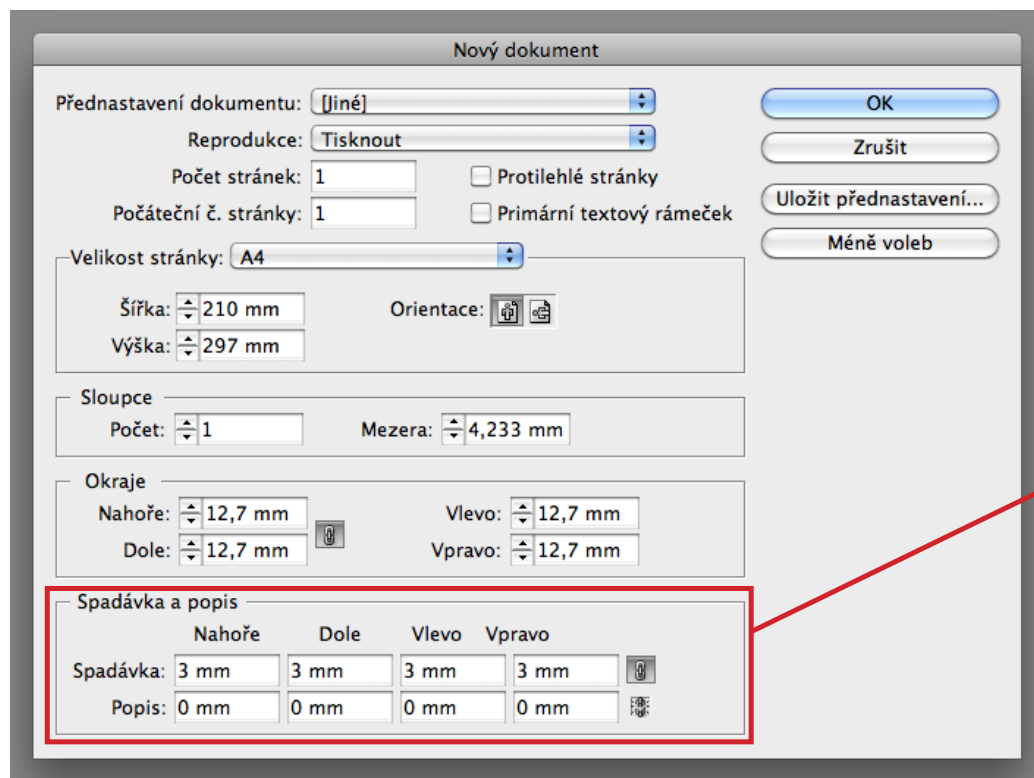 Nový dokument
Přednastavení dokumentu: [Jiné]
OK
Reprodukce: Tisknout
Zrušit
Počet stránek: 1
Protilehlé stránky
Uložit přednastavení...
Počáteční č. stránky: 1
Primární textový rámeček
Méně voleb
Velikost stránky: A4
Šířka: 210 mm
Orientace:
Výška: 297 mm
Sloupce
Počet: 1
Mezera: 4,233 mm
Okraje
Nahoře: 12,7 mm
Vlevo: 12,7 mm
Dole: 12,7 mm
Vpravo: 12,7 mm
Spadávka a popis
Nahoře Dole Vlevo Vpravo
Spadávka: 3 mm 3 mm 3 mm 3 mm
Popis: 0 mm 0 mm 0 mm 0 mm